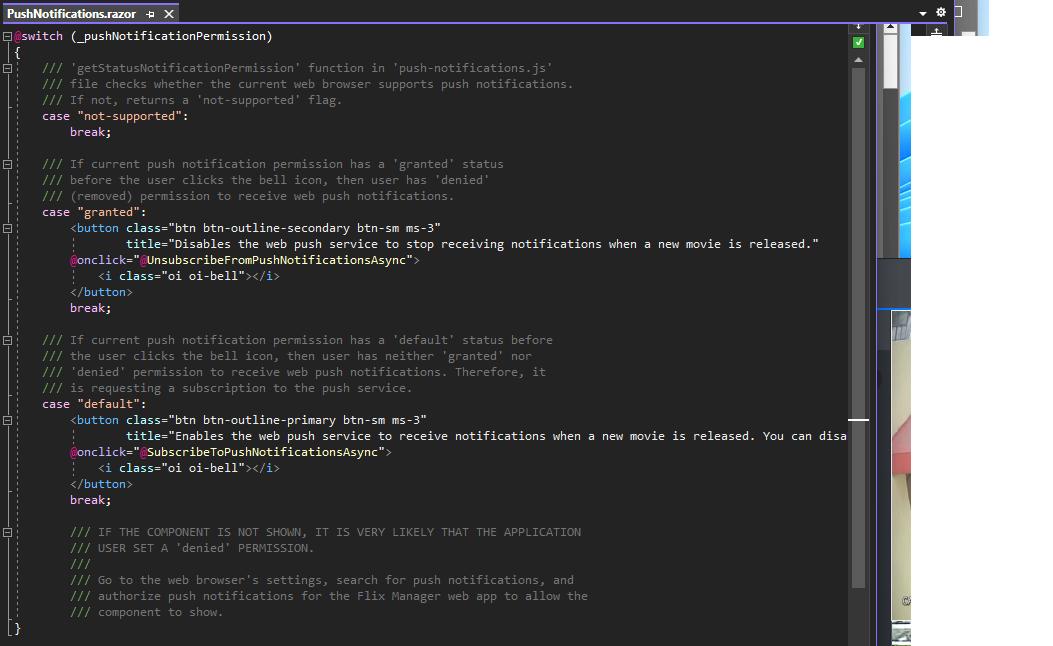 PushNotifications.razor
@switch (_pushNotificationPermission)
{
    /// 'getStatusNotificationPermission' function in 'push-notifications.js'
    /// file checks whether the current web browser supports push notifications.
    /// If not, returns a 'not-supported' flag.
    case "not-supported":
        break;

    /// If current push notification permission has a 'granted' status
    /// before the user clicks the bell icon, then user has 'denied'
    /// (removed) permission to receive web push notifications.
    case "granted":
        <button class="btn btn-outline-secondary btn-sm ms-3"
                title="Disables the web push service to stop receiving notifications when a new movie is released."
        @onclick="@UnsubscribeFromPushNotificationsAsync">
            <i class="oi oi-bell"></i>
        </button>
        break;

    /// If current push notification permission has a 'default' status before
    /// the user clicks the bell icon, then user has neither 'granted' nor
    /// 'denied' permission to receive web push notifications. Therefore, it
    /// is requesting a subscription to the push service.
    case "default":
        <button class="btn btn-outline-primary btn-sm ms-3"
                title="Enables the web push service to receive notifications when a new movie is released. You can disa
        @onclick="@SubscribeToPushNotificationsAsync">
            <i class="oi oi-bell"></i>
        </button>
        break;

        /// IF THE COMPONENT IS NOT SHOWN, IT IS VERY LIKELY THAT THE APPLICATION
        /// USER SET A 'denied' PERMISSION.
        ///
        /// Go to the web browser's settings, search for push notifications, and
        /// authorize push notifications for the Flix Manager web app to allow the
        /// component to show.
}